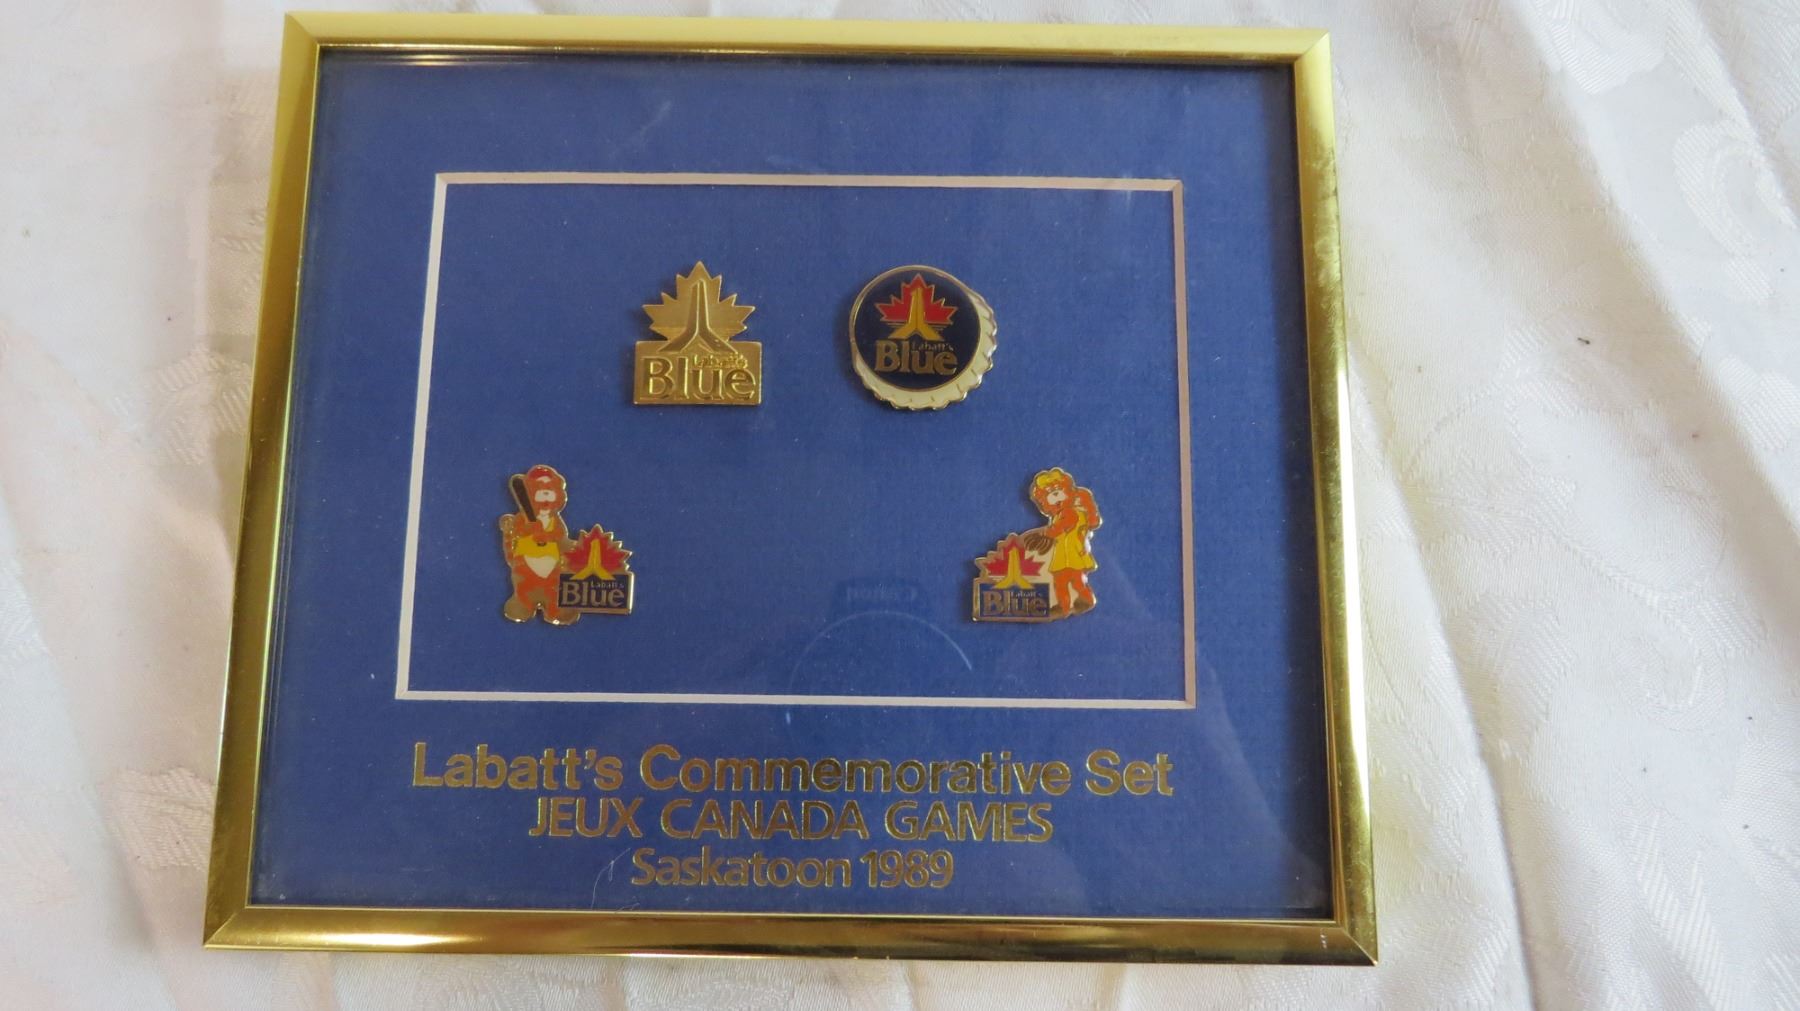 Labatt's
Blue
Labatt's
Blue
Labatt's
Blue
Labatt's
Blue
Labatt's Commemorative Set
JEUX CANADA GAMES
Saskatoon 1989